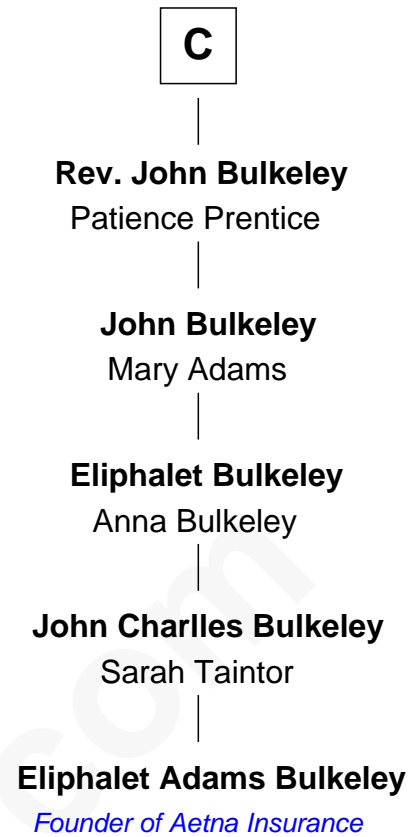 C
Rev. John Bulkeley
Patience Prentice
John Bulkeley
Mary Adams
Eliphalet Bulkeley
Anna Bulkeley
John Charlles Bulkeley
Sarah Taintor
Eliphalet Adams Bulkeley
Founder of Aetna Insurance
com